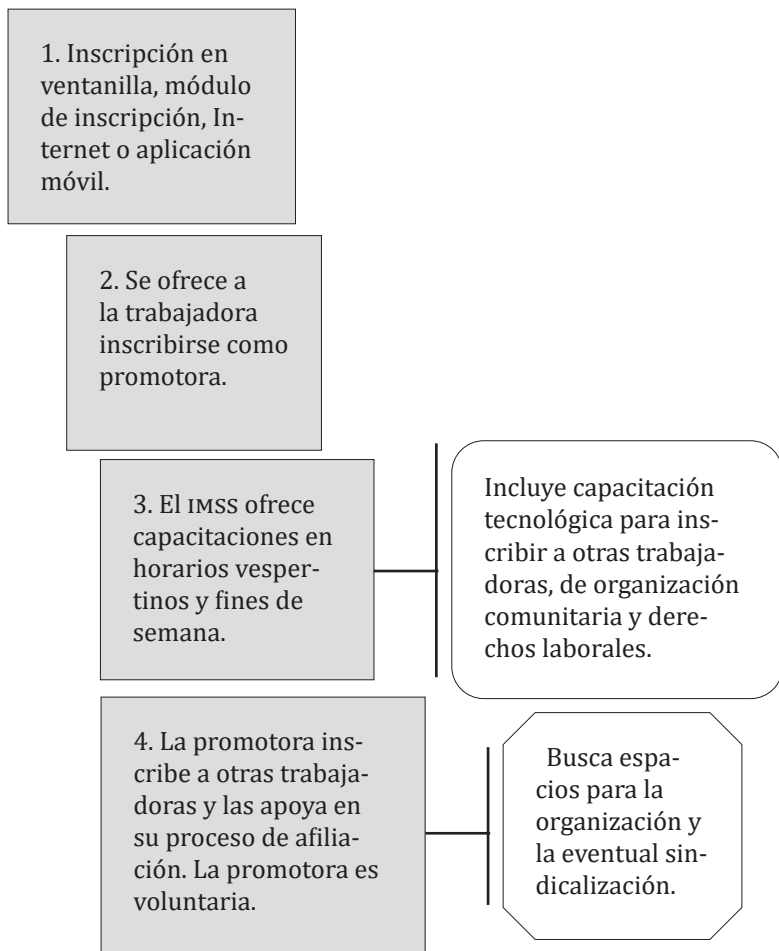 1. Inscripción en
ventanilla, módulo
de inscripción, In-
ternet o aplicación
móvil.
2. Se ofrece a
la trabajadora
inscribirse como
promotora.
3. El IMSS ofrece
capacitaciones en
horarios vesper-
tinos y fines de
semana.
Incluye capacitación
tecnológica para ins-
cribir a otras trabaja-
doras, de organización
comunitaria y dere-
chos laborales.
4. La promotora ins-
cribe a otras trabaja-
doras y las apoya en
su proceso de afilia-
ción. La promotora es
voluntaria.
Busca espa-
cios para la
organización y
la eventual sin-
dicalización.